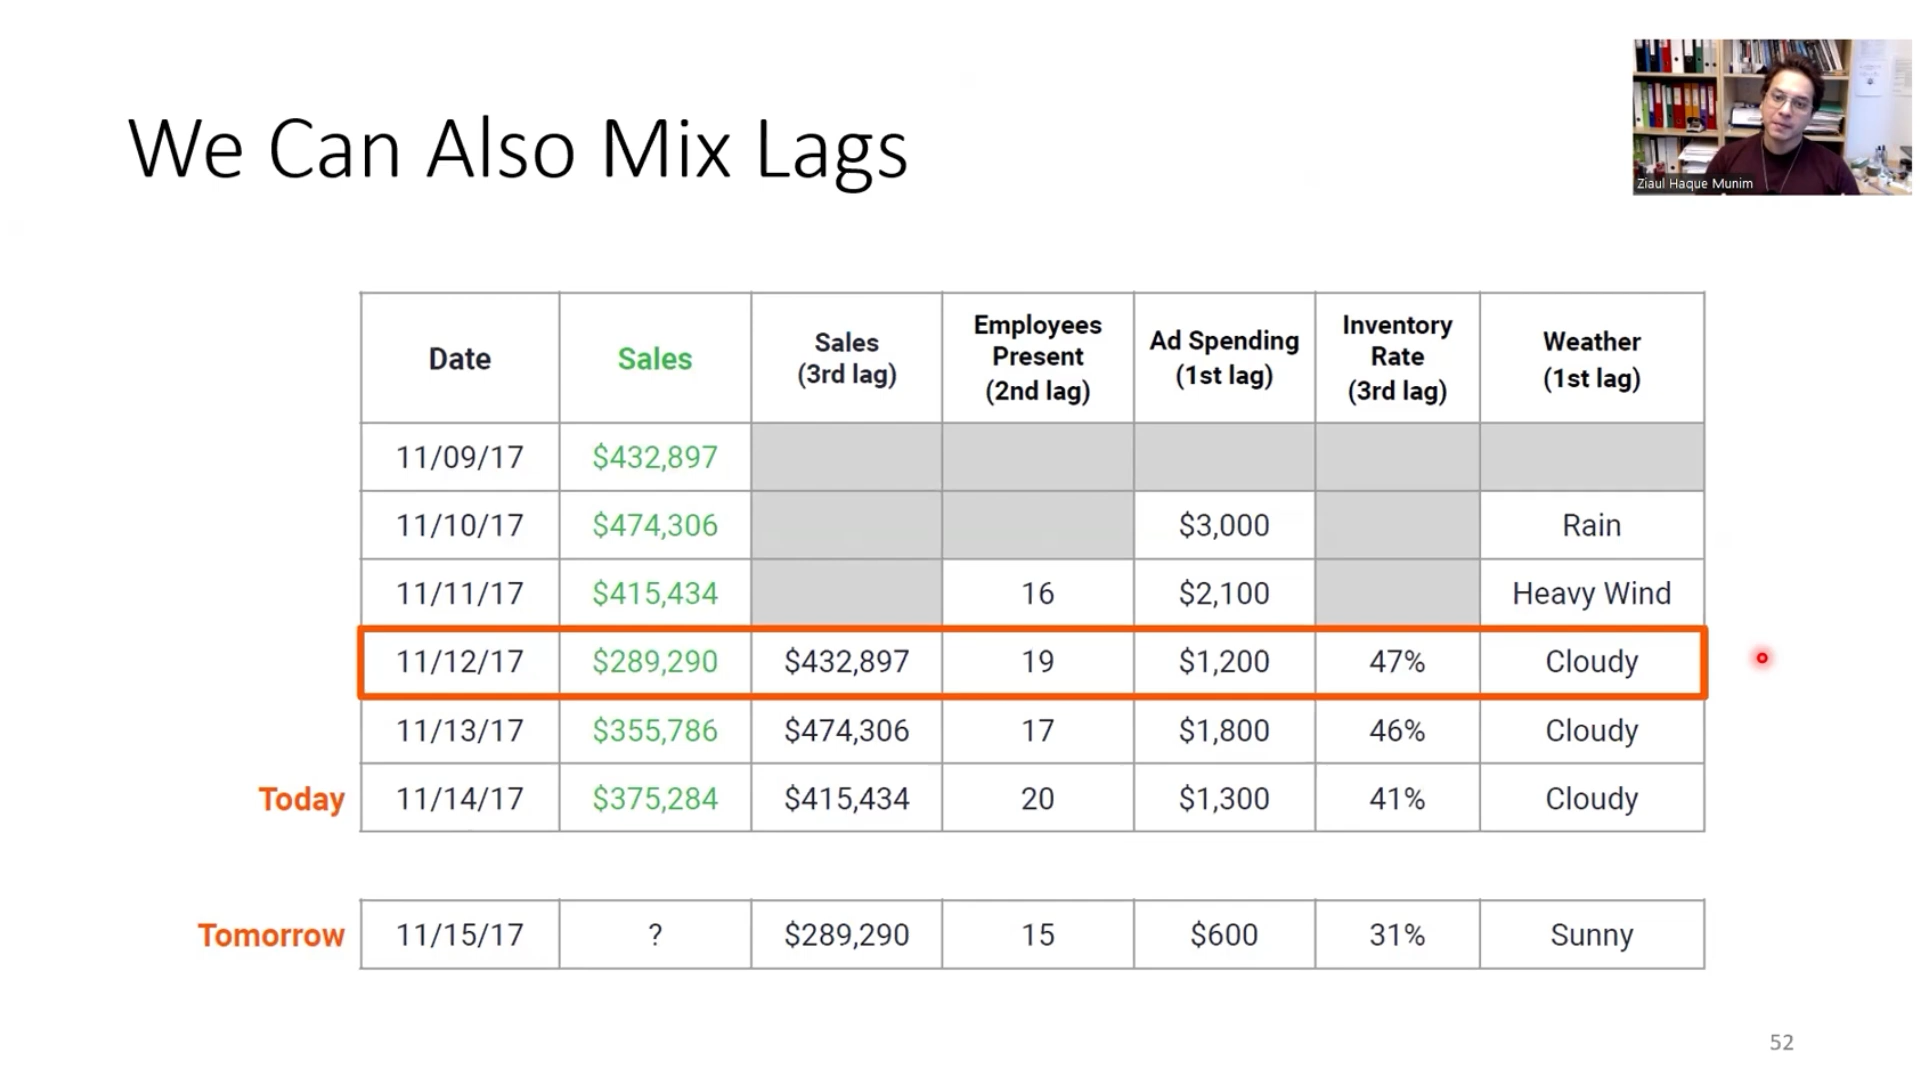 We Can Also Mix Lags
Ziaul Haque Munim
Date Sales Sales (3rd lag) Employees Present (2nd lag) Ad Spending (1st lag) Inventory Rate (3rd lag) Weather (1st lag)
11/09/17 $432,897
11/10/17 $474,306 $3,000 Rain
11/11/17 $415,434 16 $2,100 Heavy Wind
11/12/17 $289,290 $432,897 19 $1,200 47% Cloudy
11/13/17 $355,786 $474,306 17 $1,800 46% Cloudy
Today 11/14/17 $375,284 $415,434 20 $1,300 41% Cloudy
Tomorrow 11/15/17 ? $289,290 15 $600 31% Sunny
52